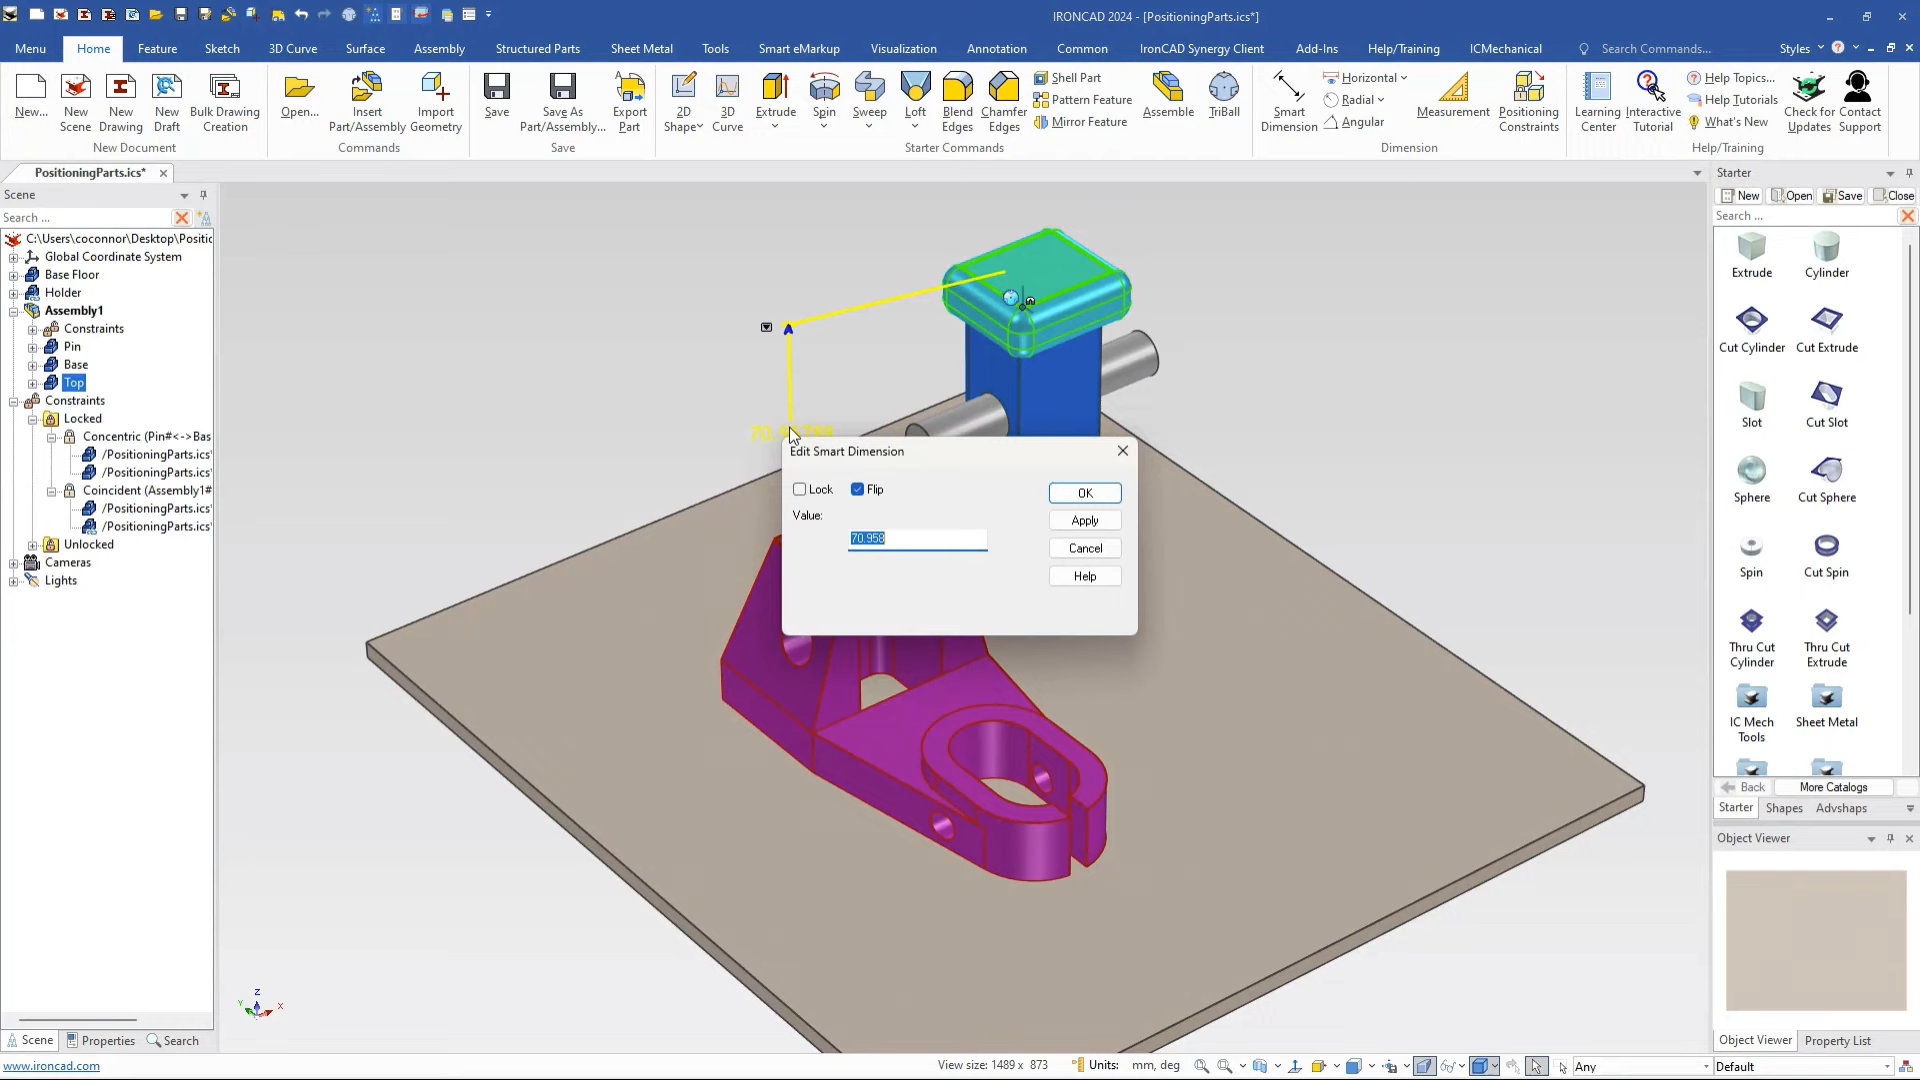 IRONCAD 2024 - [PositioningParts.ics*]
Menu
Home
Feature
Sketch
3D Curve
Surface
Assembly
Structured Parts
Sheet Metal
Tools
Smart eMarkup
Visualization
Annotation
Common
IronCAD Synergy Client
Add-Ins
Help/Training
ICMechanical
Search Commands...
Styles
New...
New Scene
New Drawing
New Draft
Bulk Drawing Creation
New Document
Open...
Insert Part/Assembly
Import Geometry
Commands
Save
Save As Part/Assembly...
Export Part
Save
2D Shape
3D Curve
Extrude
Spin
Sweep
Loft
Blend Edges
Chamfer Edges
Shell Part
Pattern Feature
Mirror Feature
Assemble
TriBall
Starter Commands
Smart Dimension
Horizontal
Radial
Angular
Measurement
Positioning Constraints
Dimension
Learning Center
Interactive Tutorial
Help Topics...
Help Tutorials
What's New
Check for Updates
Contact Support
Help/Training
PositioningParts.ics*
Scene
Search ...
C:\Users\coconnor\Desktop\Positic
Global Coordinate System
Base Floor
Holder
Assembly1
Constraints
Pin
Base
Top
Constraints
Locked
Concentric (Pin#<->Bas
/PositioningParts.ics'
/PositioningParts.ics'
Coincident (Assembly1#
/PositioningParts.ics'
/PositioningParts.ics'
Unlocked
Cameras
Lights
Scene
Properties
Search
Edit Smart Dimension
Lock
Flip
Value:
70.958
OK
Apply
Cancel
Help
Z
Y
X
Starter
New
Open
Save
Close
Search ...
Extrude
Cylinder
Cut Cylinder
Cut Extrude
Slot
Cut Slot
Sphere
Cut Sphere
Spin
Cut Spin
Thru Cut Cylinder
Thru Cut Extrude
IC Mech Tools
Sheet Metal
Back
More Catalogs
Starter
Shapes
Advshaps
Object Viewer
Object Viewer
Property List
www.ironcad.com
View size: 1489 x 873
Units:
mm, deg
Any
Default